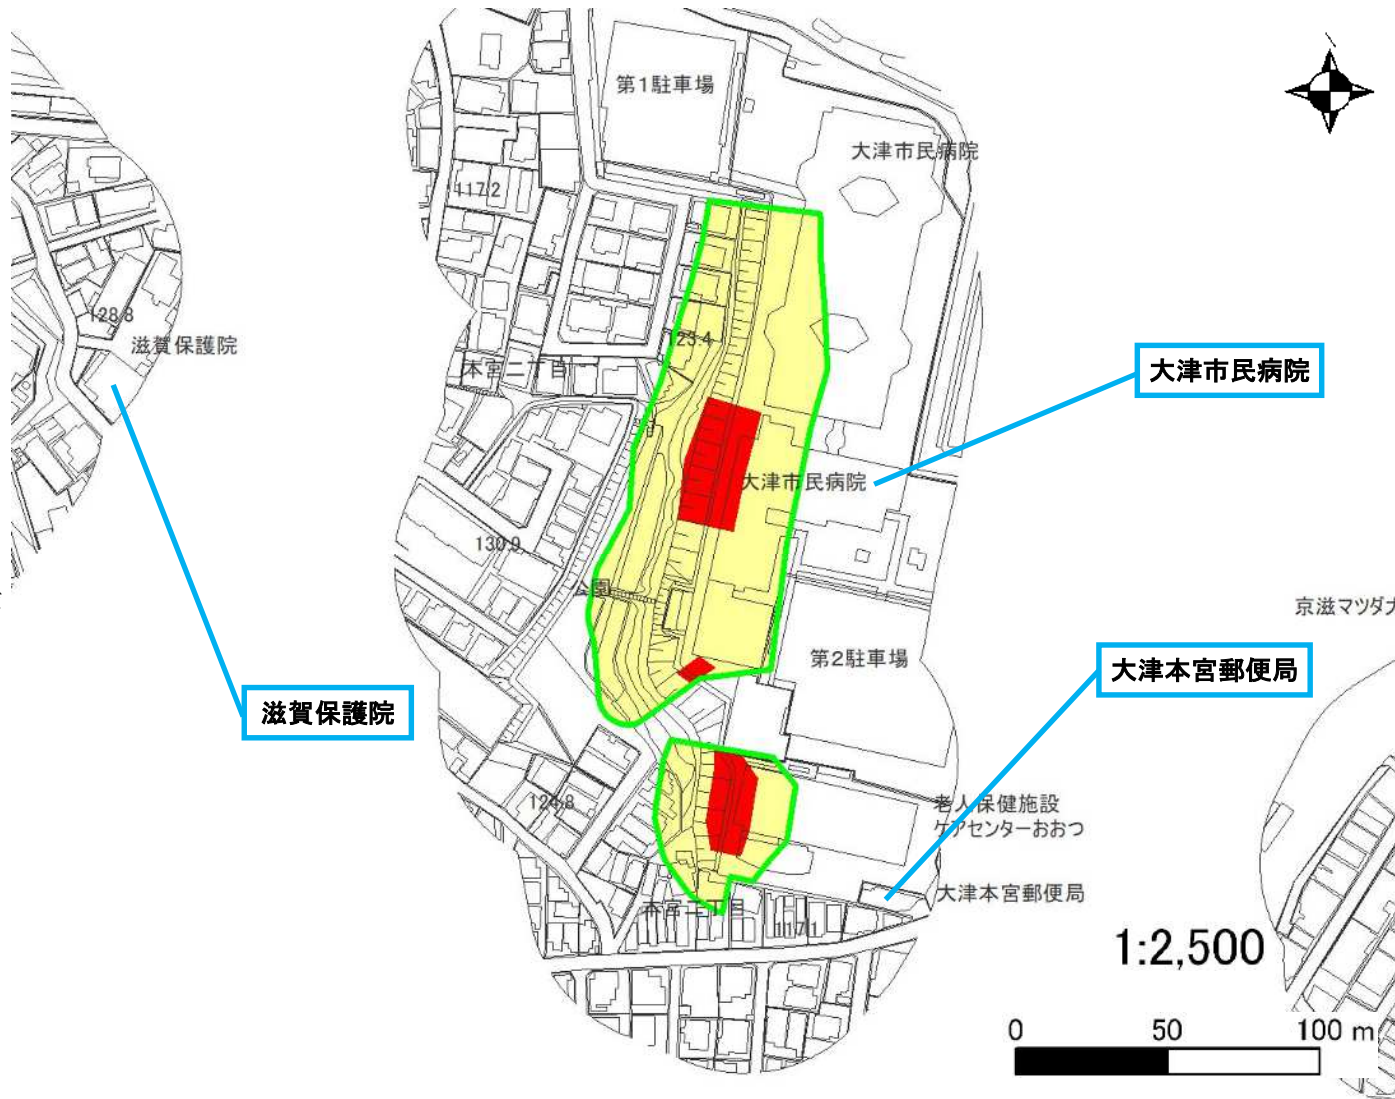 第1駐車場
大津市民病院
117.2
128.8
滋賀保護院
123.4
本宮二丁目
大津市民病院
大津市民病院
130.9
公園
京滋マツダ
第2駐車場
大津本宮郵便局
滋賀保護院
124.8
老人保健施設
ケアセンターおおつ
大津本宮郵便局
本宮二丁目
117.1
1:2,500
0 50 100 m